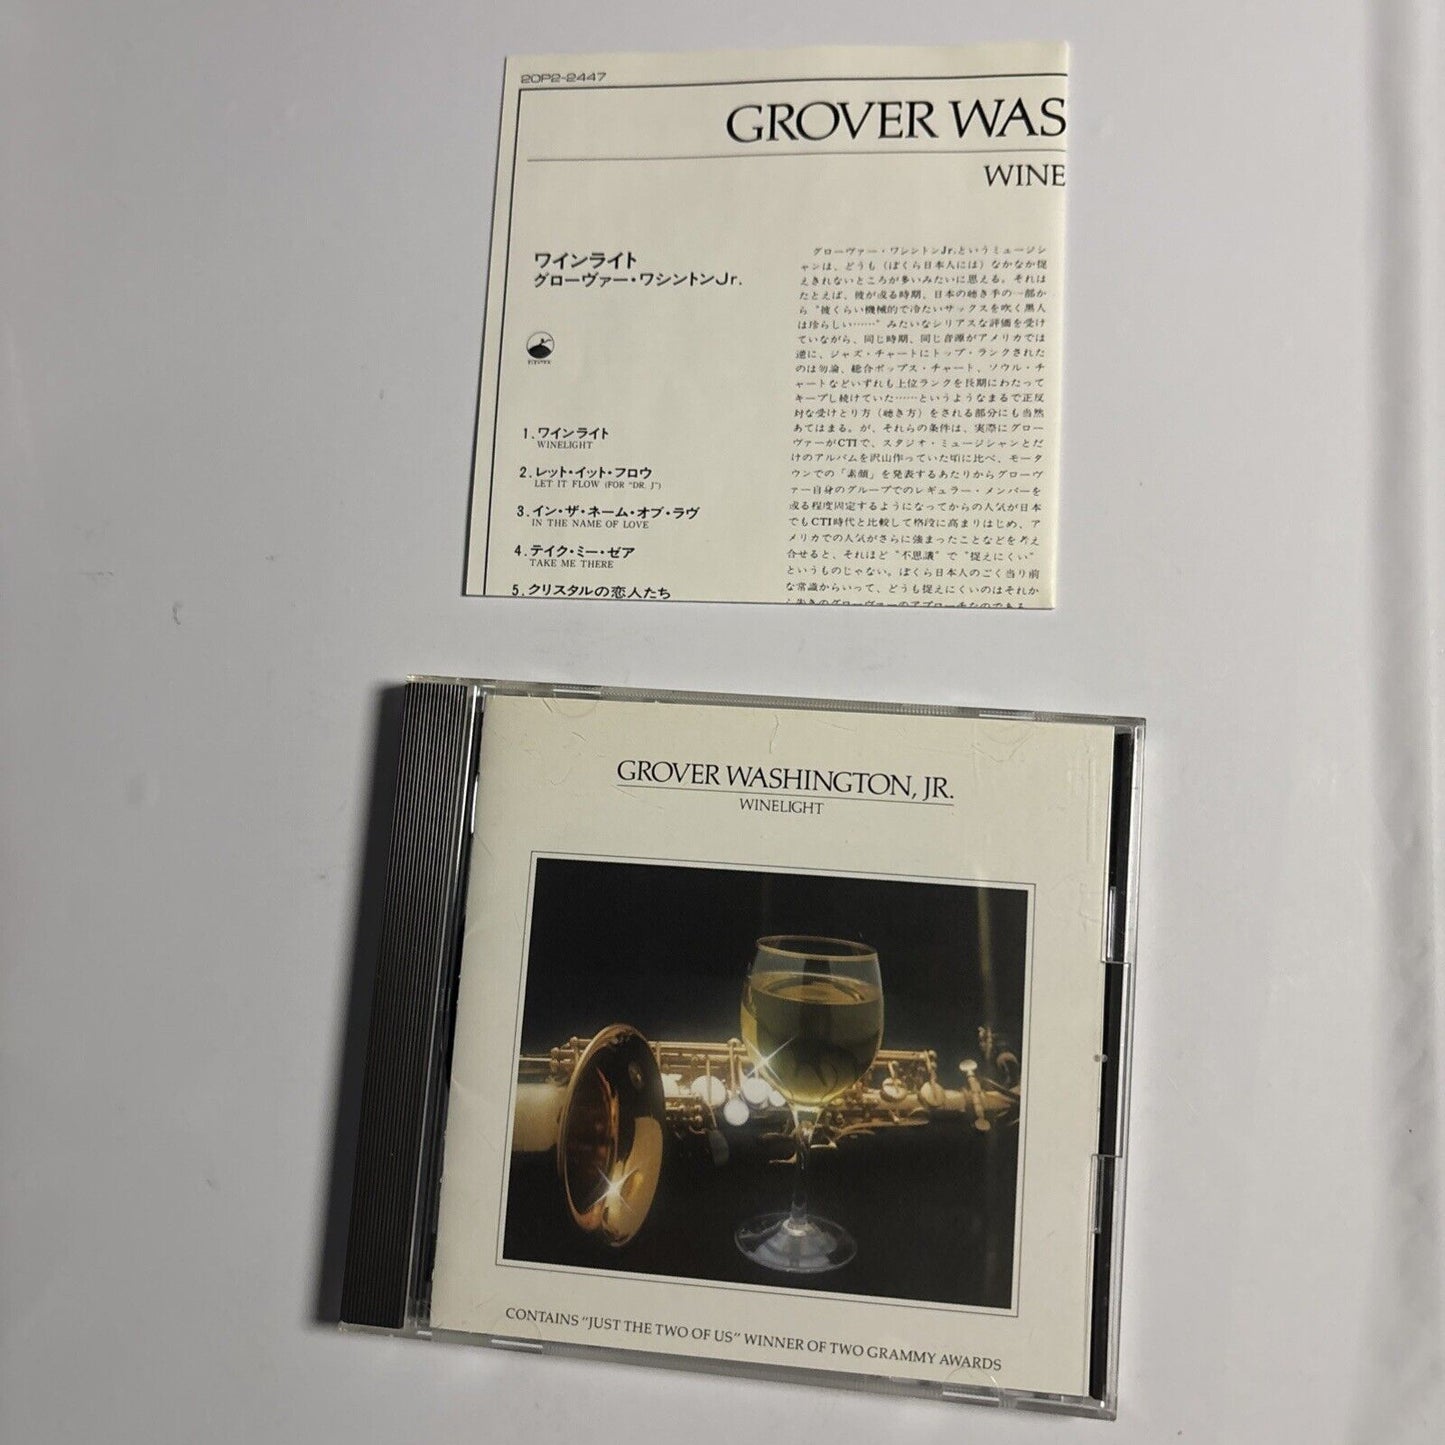 20P2-2447
GROVER WAS
WINE
ワインライト
グローヴァー・ワシントンJr.
1.ワインライト
WINELIGHT
2.レット・イット・フロウ
LET IT FLOW (FOR "DR. J")
3.イン・ザ・ネーム・オブ・ラヴ
IN THE NAME OF LOVE
4.テイク・ミー・ゼア
TAKE ME THERE
5.クリスタルの恋人たち
グローヴァー・ワシントンJr.というミュージシ
ャンは、どうも(ぼくら日本人には)なかなか捉
えきれないところが多いみたいに思える。それは
たとえば、彼が或る時期、日本の聴き手の一部か
ら“彼くらい機械的で冷たいサックスを吹く黒人
は珍らしい……”みたいなシリアスな評価を受け
ていながら、同じ時期、同じ音源がアメリカでは
逆に、ジャズ・チャートにトップ・ランクされた
のは勿論、総合ポップス・チャート、ソウル・チ
ャートなどいずれも上位ランクを長期にわたって
キープし続けていた……というようなまるで正反
対な受けとり方(聴き方)をされる部分にも当然
あてはまる。が、それらの条件は、実際にグロー
ヴァーがCTIで、スタジオ・ミュージシャンとだ
けのアルバムを沢山作っていた頃に比べ、モータ
ウンでの「素顔」を発表するあたりからグローヴ
ァー自身のグループでのレギュラー・メンバーを
或る程度固定するようになってからの人気が日本
でもCTI時代と比較して格段に高まりはじめ、ア
メリカでの人気がさらに強まったことなどを考え
合せると、それほど“不思議”で“捉えにくい”
というものじゃない。ぼくら日本人のごく当り前
な常識からいって、どうも捉えにくいのはそれか
ら先きのグローヴァーのアプローチなのである。
GROVER WASHINGTON, JR.
WINELIGHT
CONTAINS "JUST THE TWO OF US" WINNER OF TWO GRAMMY AWARDS